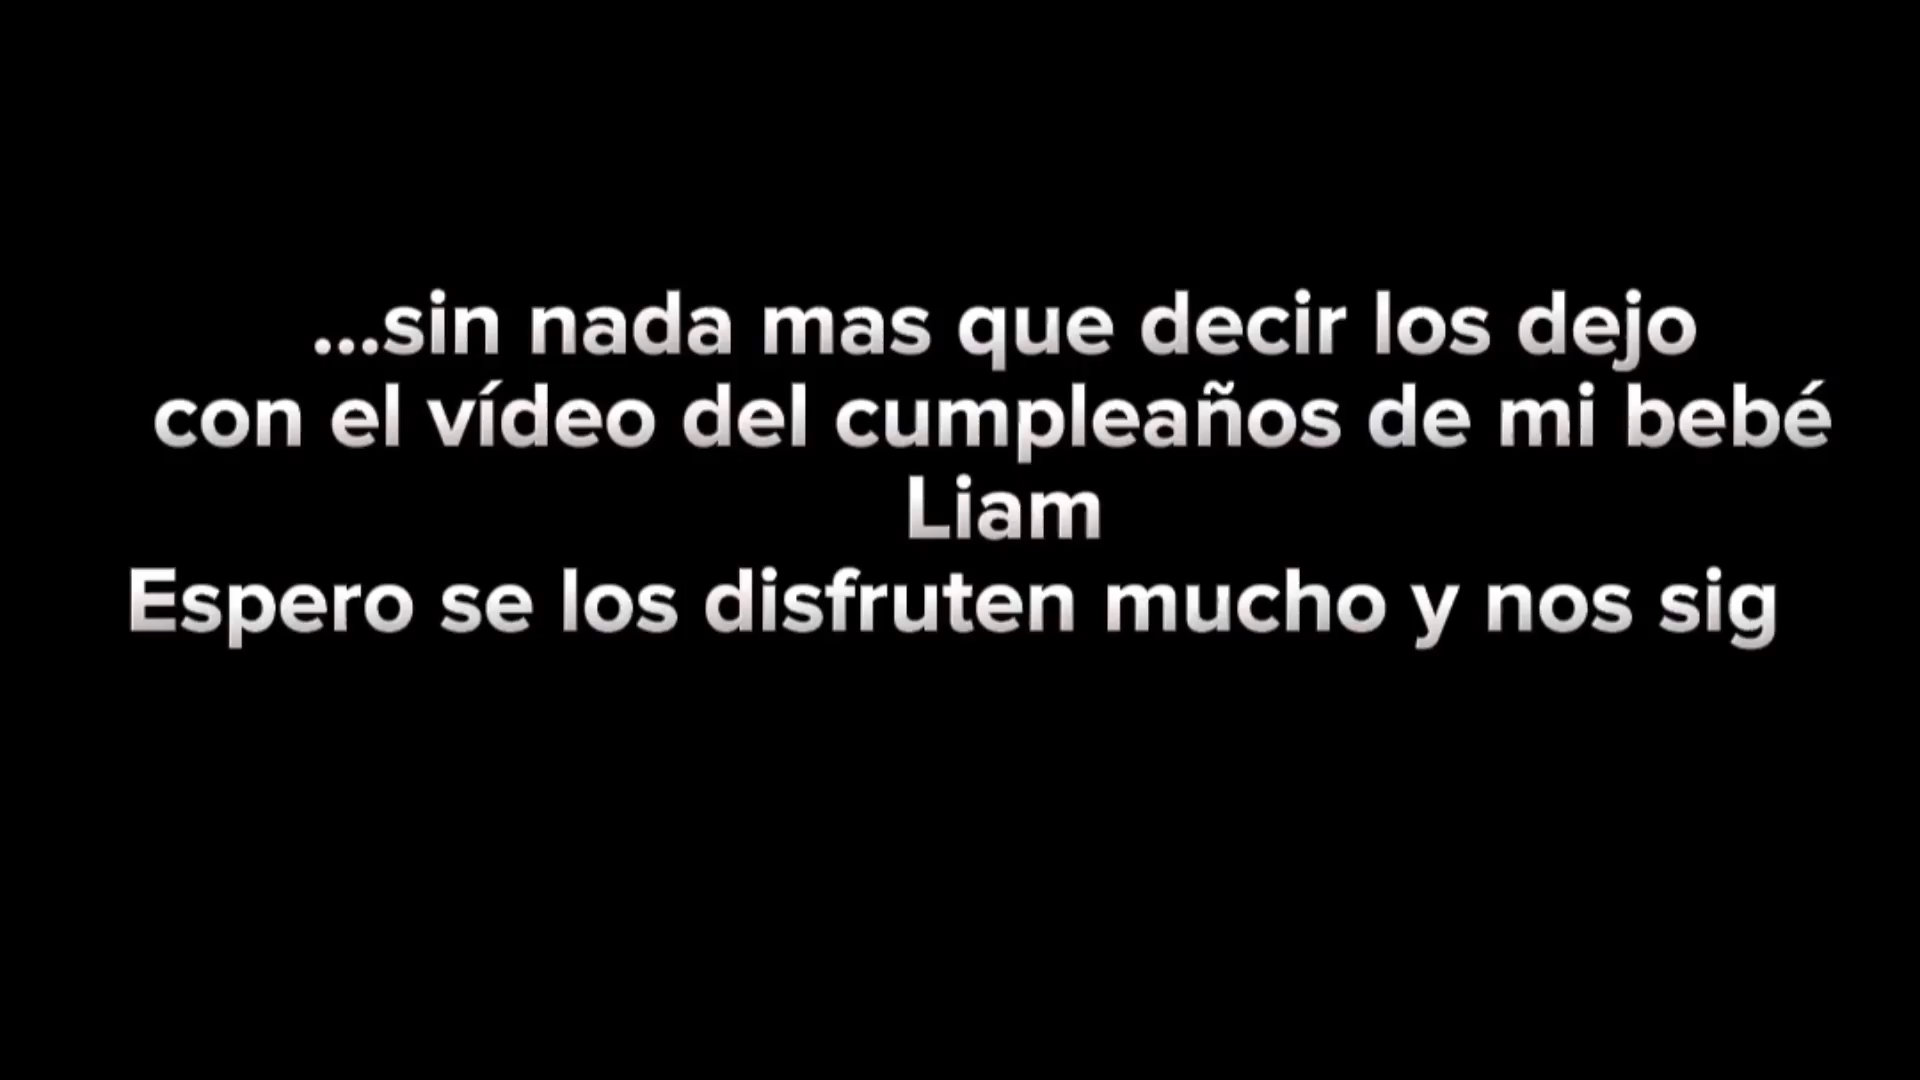 ...sin nada mas que decir los dejo
con el vídeo del cumpleaños de mi bebé
Liam
Espero se los disfruten mucho y nos sig